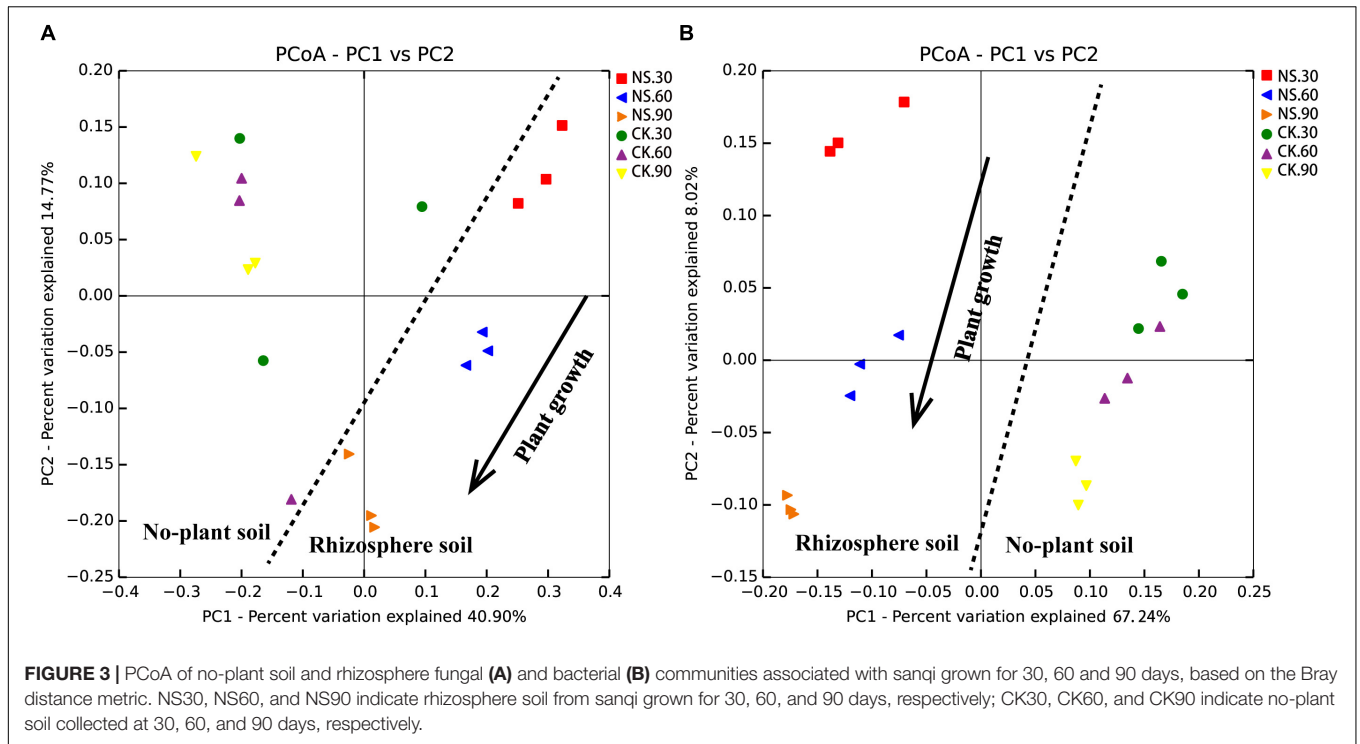 A
PCoA - PC1 vs PC2
0.20
0.15
0.10
0.05
0.00
−0.05
−0.10
−0.15
−0.20
−0.25
−0.4
−0.3
−0.2
−0.1
0.0
0.1
0.2
0.3
0.4
PC2 - Percent variation explained 14.77%
PC1 - Percent variation explained 40.90%
NS.30
NS.60
NS.90
CK.30
CK.60
CK.90
Plant growth
No-plant soil
Rhizosphere soil
B
PCoA - PC1 vs PC2
0.20
0.15
0.10
0.05
0.00
−0.05
−0.10
−0.15
−0.20
−0.15
−0.10
−0.05
0.00
0.05
0.10
0.15
0.20
0.25
PC2 - Percent variation explained 8.02%
PC1 - Percent variation explained 67.24%
NS.30
NS.60
NS.90
CK.30
CK.60
CK.90
Plant growth
Rhizosphere soil
No-plant soil
FIGURE 3 | PCoA of no-plant soil and rhizosphere fungal (A) and bacterial (B) communities associated with sanqi grown for 30, 60 and 90 days, based on the Bray
distance metric. NS30, NS60, and NS90 indicate rhizosphere soil from sanqi grown for 30, 60, and 90 days, respectively; CK30, CK60, and CK90 indicate no-plant
soil collected at 30, 60, and 90 days, respectively.